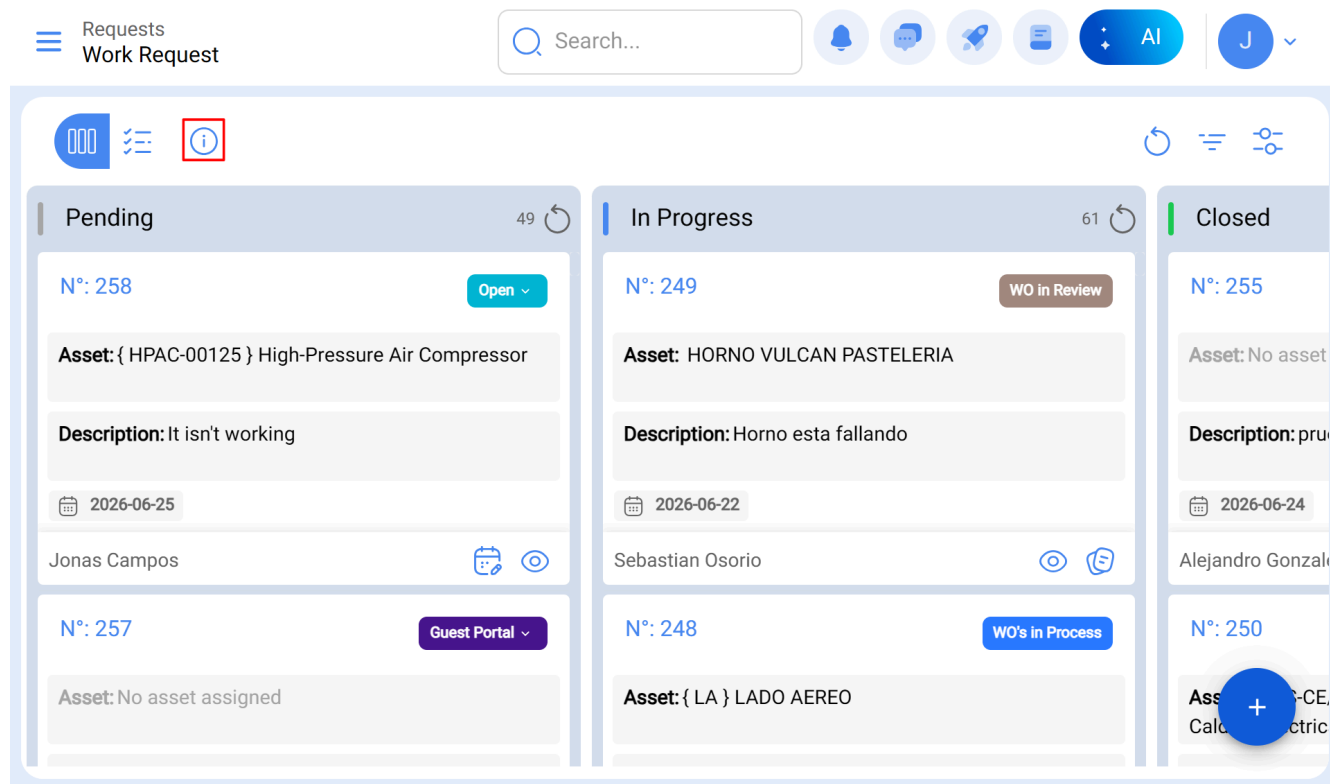 Requests
Work Request
Search...
AI
J
Pending
49
In Progress
61
Closed
N°: 258
Open
Asset: { HPAC-00125 } High-Pressure Air Compressor
Description: It isn't working
2026-06-25
Jonas Campos
N°: 249
WO in Review
Asset: HORNO VULCAN PASTELERIA
Description: Horno esta fallando
2026-06-22
Sebastian Osorio
N°: 255
Asset: No asset
Description:
2026-06-24
Alejandro
N°: 257
Guest Portal
Asset: No asset assigned
N°: 248
WO's in Process
Asset: { LA } LADO AEREO
N°: 250